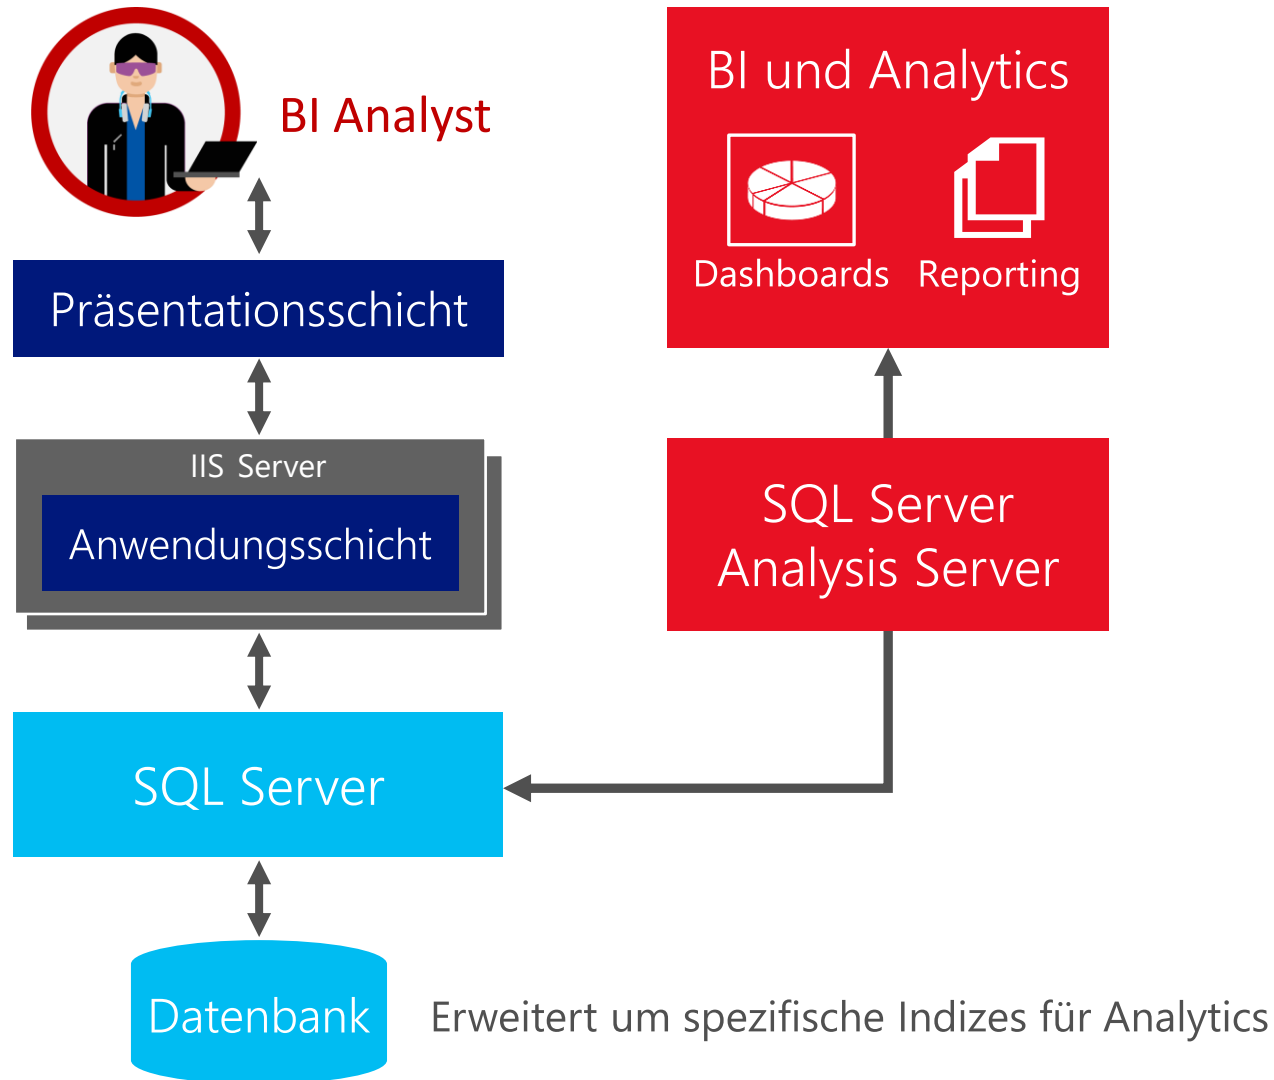 BI Analyst
Präsentationsschicht
IIS Server
Anwendungsschicht
SQL Server
Datenbank
Erweitert um spezifische Indizes für Analytics
BI und Analytics
Dashboards
Reporting
SQL Server
Analysis Server